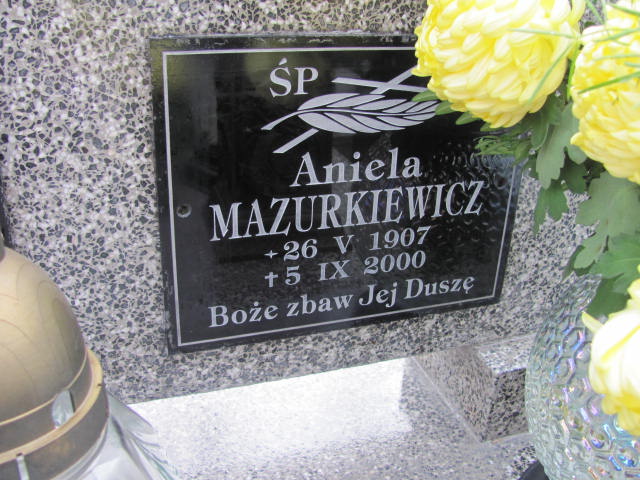 ŚP
Aniela
MAZURKIEWICZ
+ 26 V 1907
† 5 IX 2000
Boże zbaw Jej Duszę